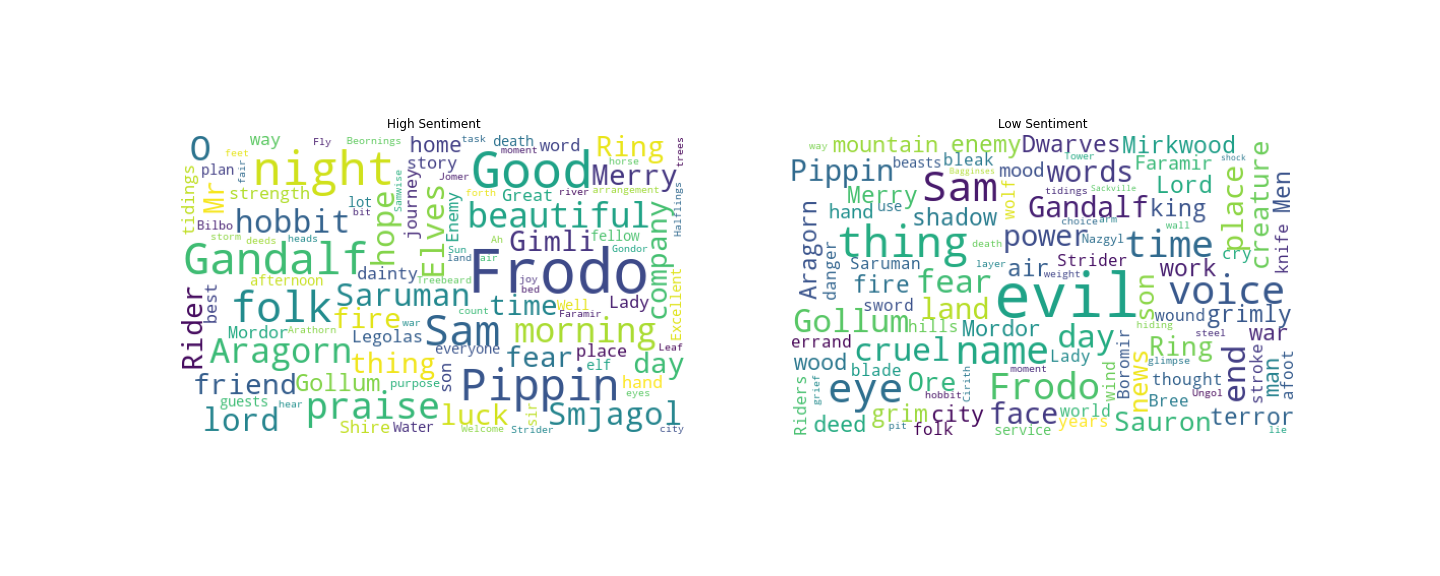 High Sentiment
O way Fly Beornings home task death moment word Ring trees
feet plan fair night Good Merry horse story
tidings Mr strength hope Samwise journey Jomer Elves Enemy forth Great river arrangement Halflings
lot bit hobbit beautiful
Bilbo storm deeds heads Ah Gimli fellow Gondor company
Gandalf Sun land air Frodo
afternoon dainty Treebeard joy bed
Rider best folk Saruman count time Well Faramir Lady Excellent
Mordor Arathorn fire war Legolas Sam morning Leaf
Aragorn thing everyone fear place elf day
friend Gollum purpose son Pippin hand eyes
guests hear praise luck sir Smjagol
lord Shire Water Welcome Strider city
Low Sentiment
way mountain enemy Dwarves Tower Mirkwood shock
Pippin beasts bleak Bagginses mood words Faramir
Merry Sam wolf tidings Sackville Lord place creature Men
hand use shadow Gandalf king
Aragorn thing death power choice arm Nazgyl time wall cry knife
danger Saruman layer air weight Strider work
fire fear evil son voice
sword land wound grimly
Gollum hills Mordor day hiding war
errand cruel name Lady Boromir steel Ring
wood blade moment wind glimpse end stroke man afoot
Riders grief eye Ore Cirith hobbit Frodo news thought Ungol
deed grim city face world Bree
pit folk service years Sauron terror lie